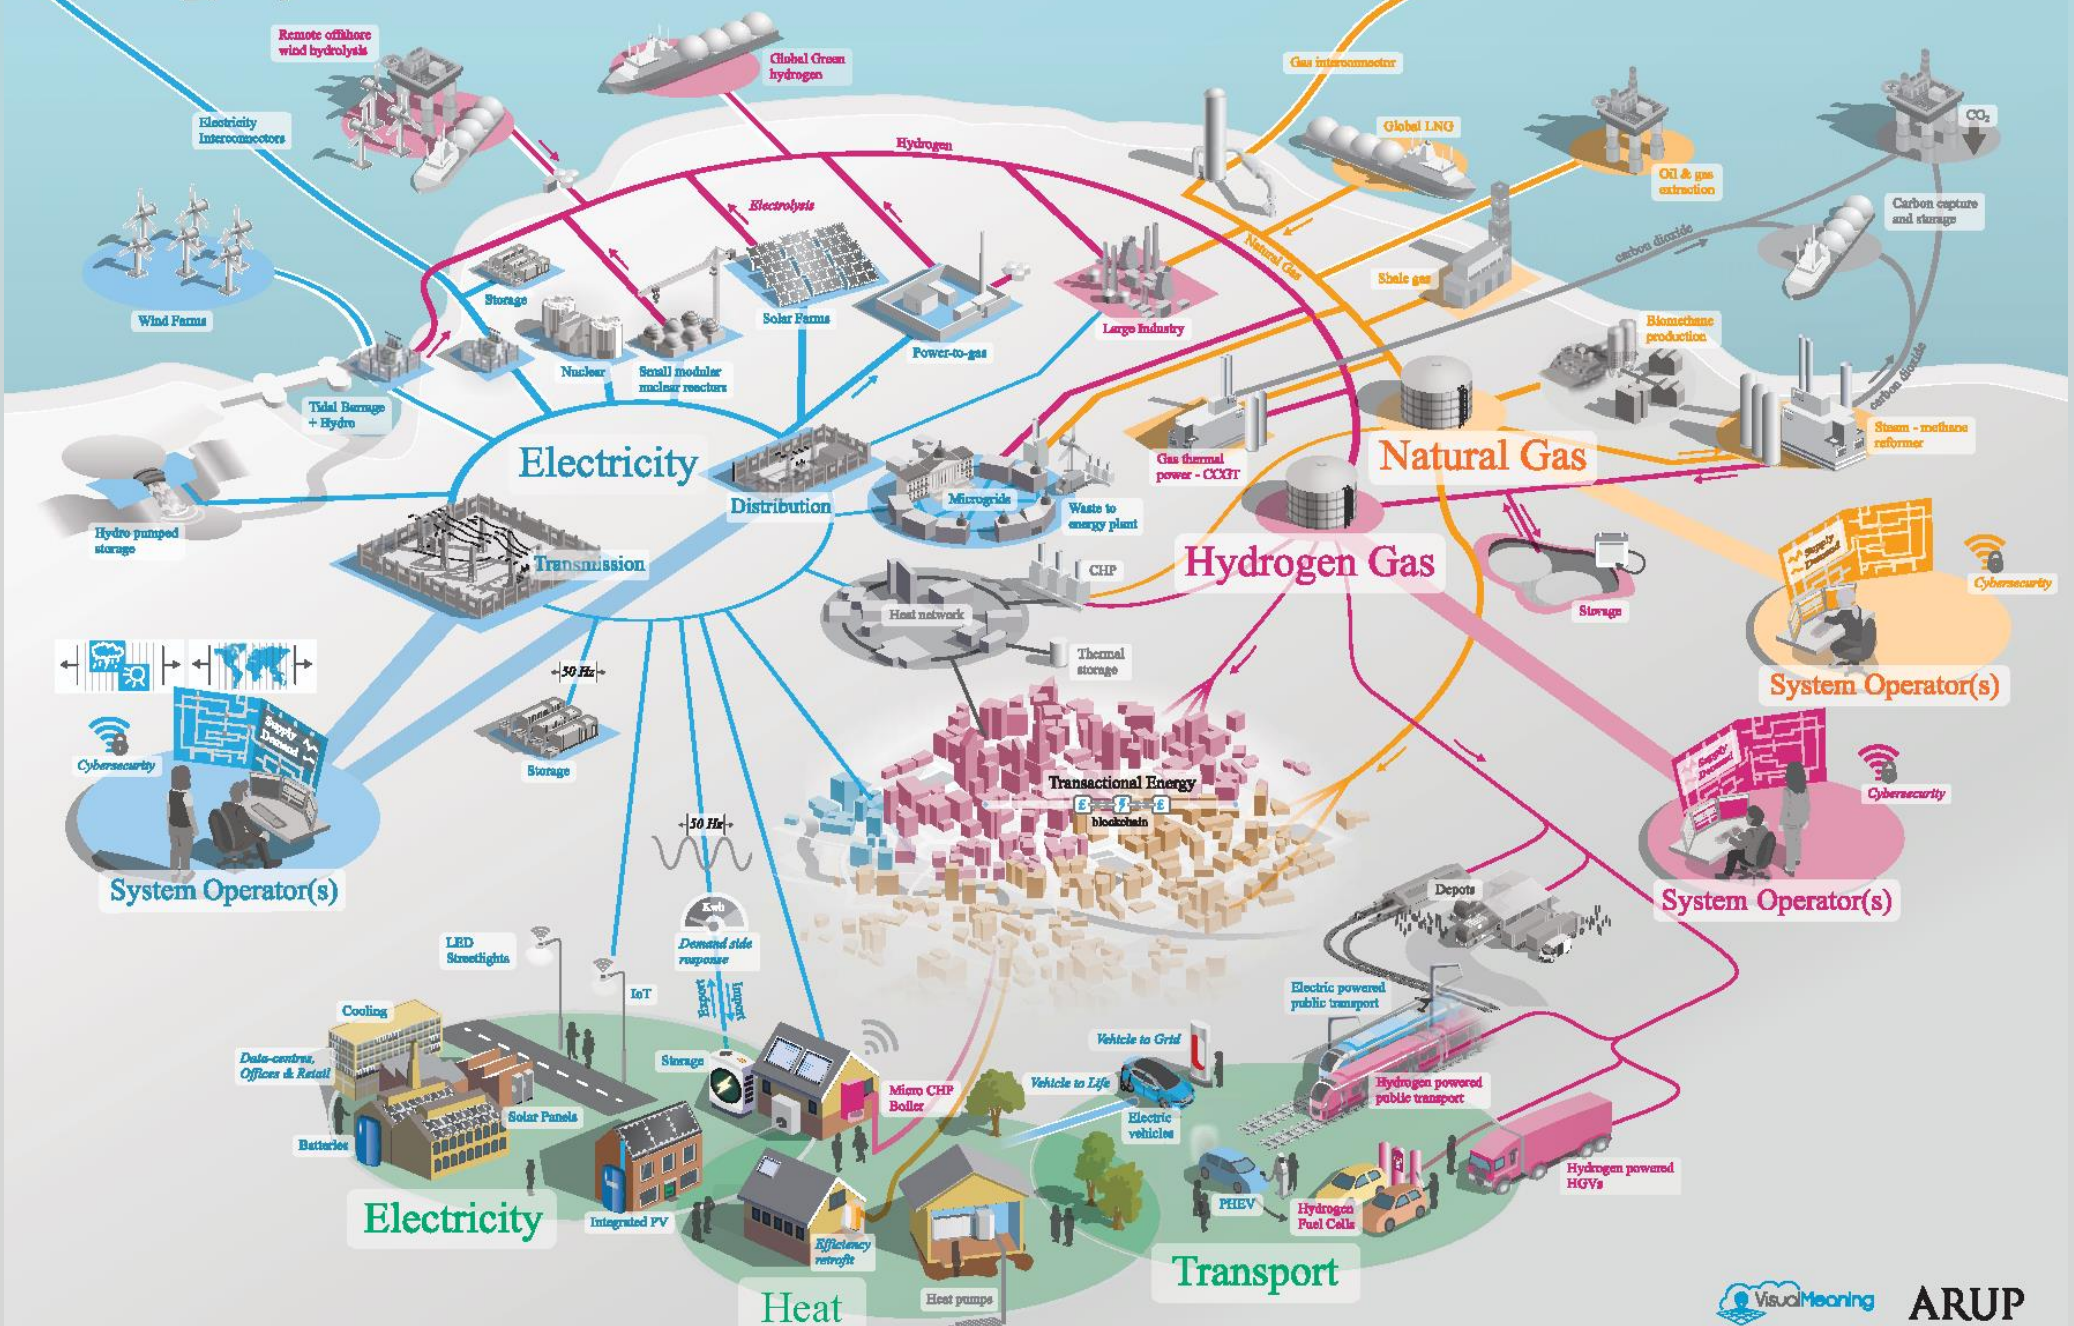 Remote offshore
wind hydrolysis
Global Green
hydrogen
Gas interconnector
Global LNG
CO₂
Electricity
Interconnectors
Hydrogen
Oil & gas
extraction
Carbon capture
and storage
Electrolysis
Natural Gas
carbon dioxide
Shale gas
Storage
Wind Farms
Solar Farms
Large Industry
Biomethane
production
Power-to-gas
Nuclear
Small modular
nuclear reactors
carbon dioxide
Tidal Barrage
+ Hydro
Steam - methane
reformer
Electricity
Natural Gas
Gas thermal
power - CCGT
Distribution
Microgrids
Waste to
energy plant
Hydro pumped
storage
Transmission
Hydrogen Gas
CHP
Supply
Demand
Cybersecurity
Heat network
Storage
Thermal
storage
50 Hz
System Operator(s)
Supply
Demand
Cybersecurity
Storage
Supply
Demand
Cybersecurity
Transactional Energy
£
£
blockchain
50 Hz
System Operator(s)
System Operator(s)
Depots
Kwh
Demand side
response
LED
Streetlights
IoT
Export
Import
Electric powered
public transport
Cooling
Data-centres,
Offices & Retail
Storage
Vehicle to Grid
Vehicle to Life
Micro CHP
Boiler
Hydrogen powered
public transport
Solar Panels
Electric
vehicles
Batteries
Hydrogen powered
HGVs
Electricity
Integrated PV
PHEV
Hydrogen
Fuel Cells
Efficiency
retrofit
Transport
Heat
Heat pumps
VisualMeaning
ARUP